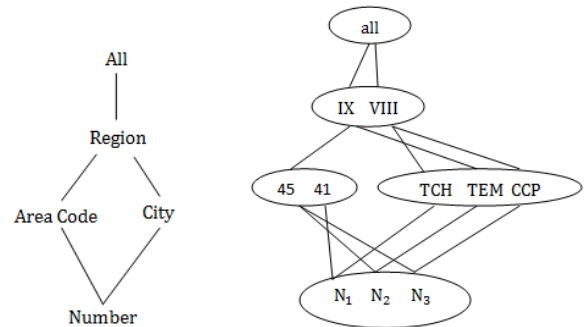 All
Region
Area Code City
Number
all
IX VIII
45 41
TCH TEM CCP
N₁ N₂ N₃